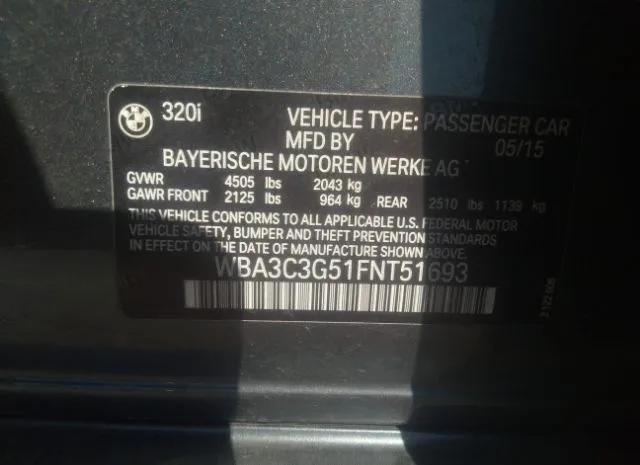 320i VEHICLE TYPE: PASSENGER CAR
MFD BY 05/15
BAYERISCHE MOTOREN WERKE AG
GVWR 4505 lbs 2043 kg
GAWR FRONT 2125 lbs 964 kg REAR 2510 lbs 1139 kg
THIS VEHICLE CONFORMS TO ALL APPLICABLE U.S. FEDERAL MOTOR
VEHICLE SAFETY, BUMPER AND THEFT PREVENTION STANDARDS
IN EFFECT ON THE DATE OF MANUFACTURE SHOWN ABOVE.
WBA3C3G51FNT51693